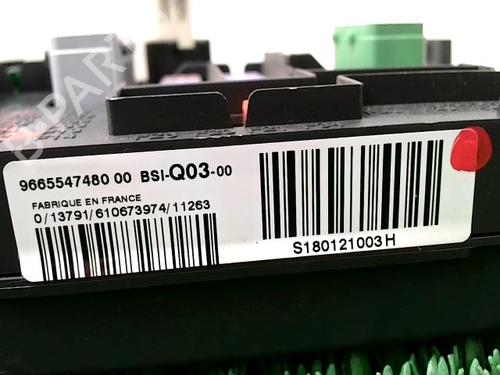 9665547480 00 BSI-Q03-00
FABRIQUE EN FRANCE
0/13791/610673974/11263
S180121003H